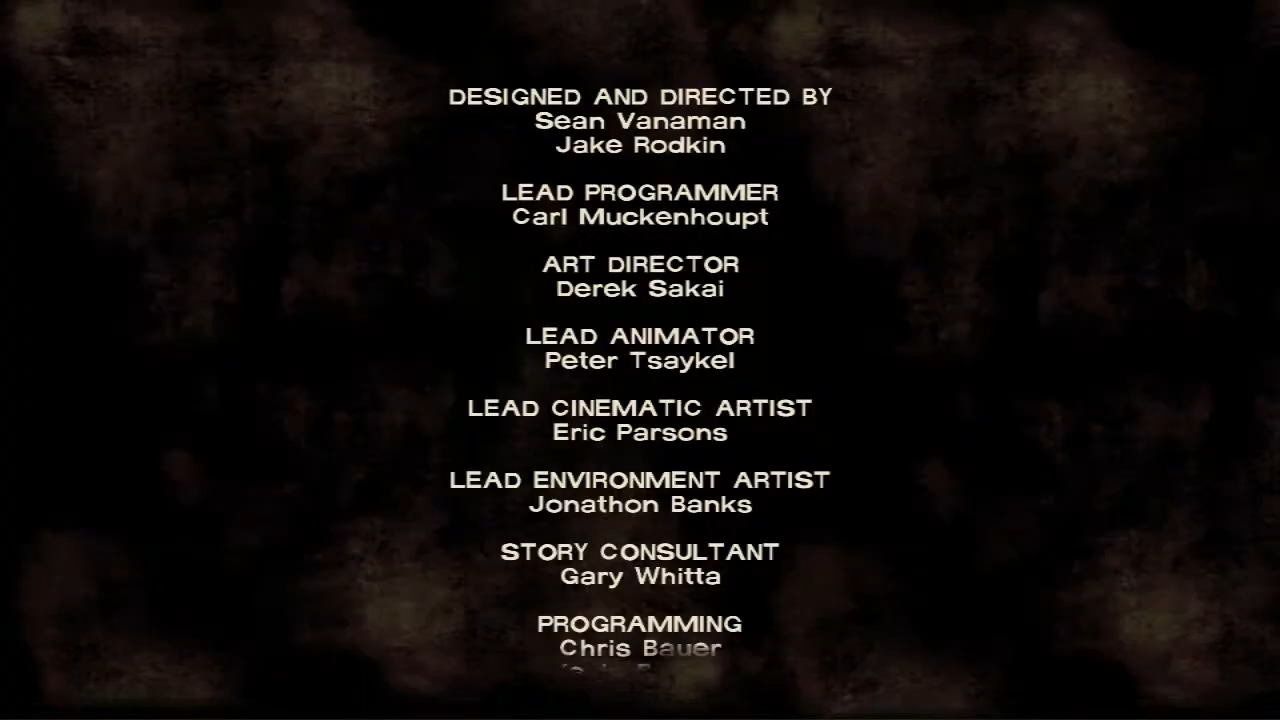 DESIGNED AND DIRECTED BY
Sean Vanaman
Jake Rodkin
LEAD PROGRAMMER
Carl Muckenhoupt
ART DIRECTOR
Derek Sakai
LEAD ANIMATOR
Peter Tsaykel
LEAD CINEMATIC ARTIST
Eric Parsons
LEAD ENVIRONMENT ARTIST
Jonathon Banks
STORY CONSULTANT
Gary Whitta
PROGRAMMING
Chris Bauer